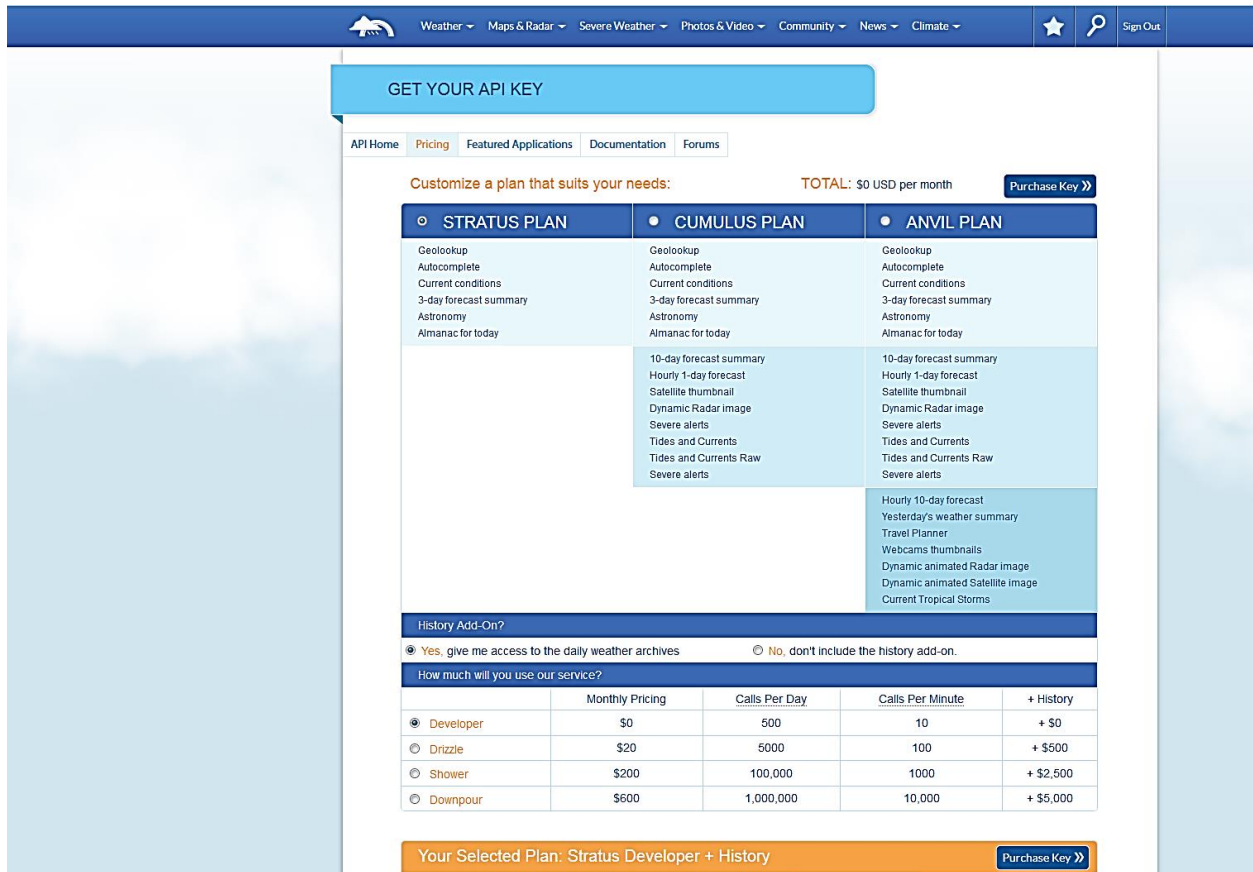 Weather Maps & Radar Severe Weather Photos & Video Community News Climate Sign Out
GET YOUR API KEY
API Home Pricing Featured Applications Documentation Forums
Customize a plan that suits your needs: TOTAL: $0 USD per month Purchase Key
STRATUS PLAN CUMULUS PLAN ANVIL PLAN
Geolookup Geolookup Geolookup
Autocomplete Autocomplete Autocomplete
Current conditions Current conditions Current conditions
3-day forecast summary 3-day forecast summary 3-day forecast summary
Astronomy Astronomy Astronomy
Almanac for today Almanac for today Almanac for today
10-day forecast summary 10-day forecast summary
Hourly 1-day forecast Hourly 1-day forecast
Satellite thumbnail Satellite thumbnail
Dynamic Radar image Dynamic Radar image
Severe alerts Severe alerts
Tides and Currents Tides and Currents
Tides and Currents Raw Tides and Currents Raw
Severe alerts Severe alerts
Hourly 10-day forecast
Yesterday's weather summary
Travel Planner
Webcams thumbnails
Dynamic animated Radar image
Dynamic animated Satellite image
Current Tropical Storms
History Add-On?
Yes, give me access to the daily weather archives No, don't include the history add-on.
How much will you use our service?
Monthly Pricing Calls Per Day Calls Per Minute + History
Developer $0 500 10 + $0
Drizzle $20 5000 100 + $500
Shower $200 100,000 1000 + $2,500
Downpour $600 1,000,000 10,000 + $5,000
Your Selected Plan: Stratus Developer + History Purchase Key